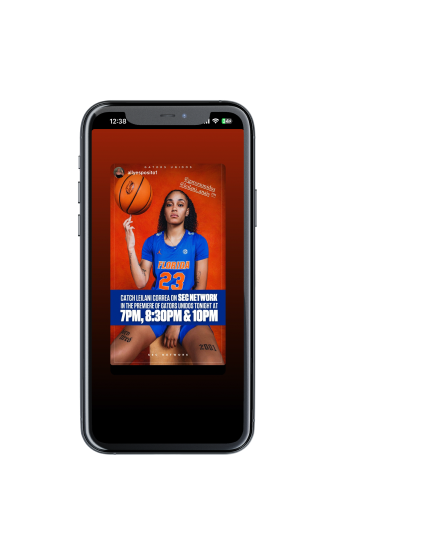 12:38
GATORS UNIDOS
FLORIDA
23
CATCH LEILANI CORREA ON SEC NETWORK
IN THE PREMIERE OF GATORS UNIDOS TONIGHT AT
7PM, 8:30PM & 10PM
SEC NETWORK